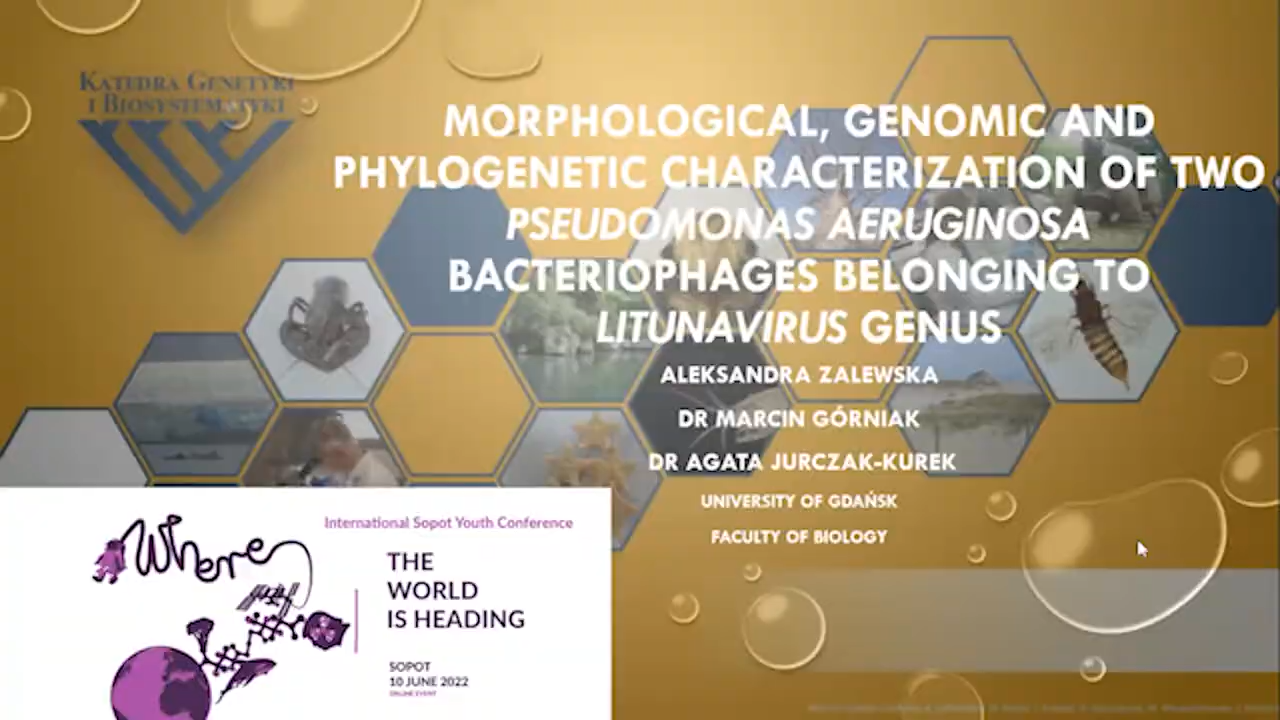 KATEDRA GENETYKI
I BIOSYSTEMATYKI
MORPHOLOGICAL, GENOMIC AND
PHYLOGENETIC CHARACTERIZATION OF TWO
PSEUDOMONAS AERUGINOSA
BACTERIOPHAGES BELONGING TO
LITUNAVIRUS GENUS
ALEKSANDRA ZALEWSKA
DR MARCIN GÓRNIAK
DR AGATA JURCZAK-KUREK
UNIVERSITY OF GDAŃSK
FACULTY OF BIOLOGY
International Sopot Youth Conference
Where
THE
WORLD
IS HEADING
SOPOT
10 JUNE 2022
ONLINE EVENT